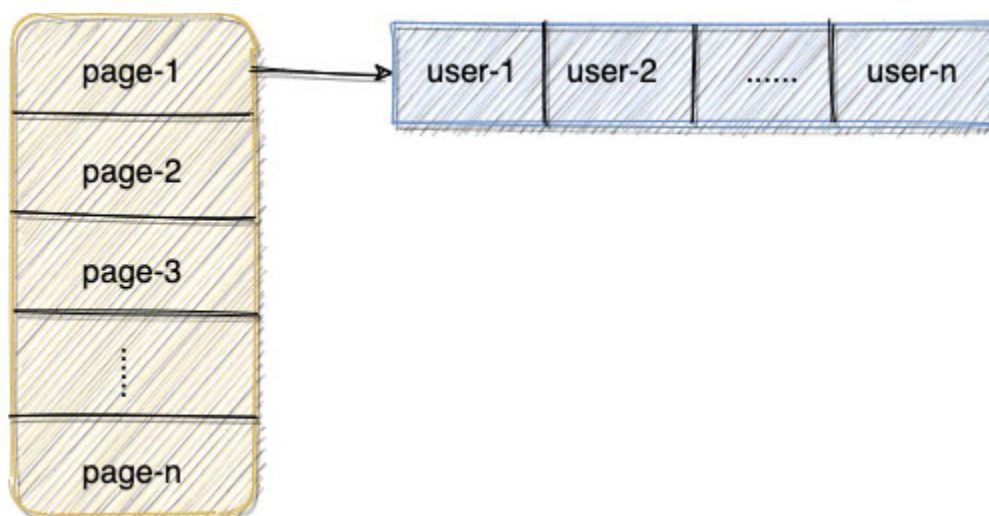 page-1
user-1 user-2 ...... user-n
page-2
page-3
......
page-n